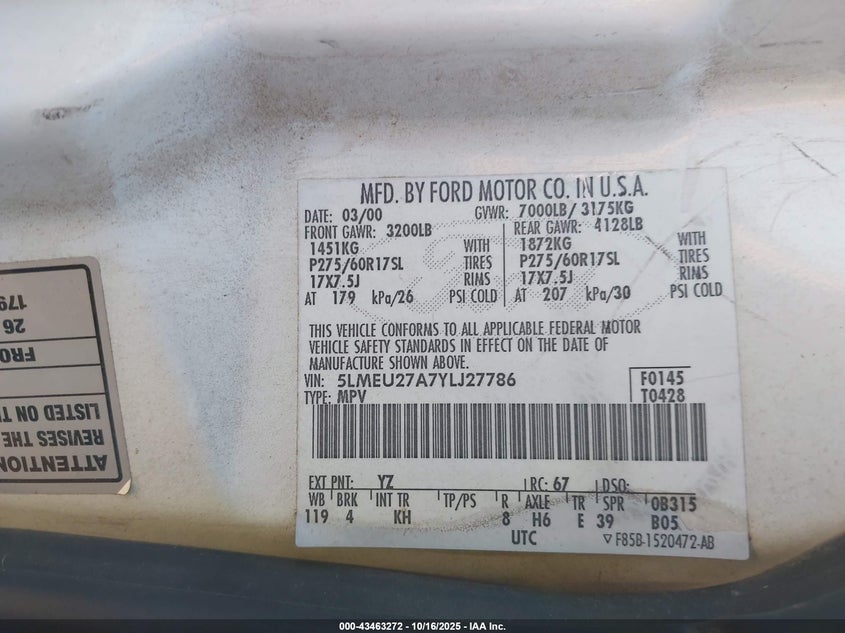 MFD. BY FORD MOTOR CO. IN U.S.A.
DATE: 03/00 GVWR: 7000LB/ 3175KG
FRONT GAWR: 3200LB REAR GAWR: 4128LB
1451KG WITH 1872KG WITH
P275/60R17SL TIRES P275/60R17SL TIRES
17X7.5J RIMS 17X7.5J RIMS
AT 179 kPa/26 PSI COLD AT 207 kPa/30 PSI COLD
THIS VEHICLE CONFORMS TO ALL APPLICABLE FEDERAL MOTOR
VEHICLE SAFETY STANDARDS IN EFFECT ON THE DATE OF
MANUFACTURE SHOWN ABOVE.
VIN: 5LMEU27A7YLJ27786 F0145
TYPE: MPV T0428
EXT PNT: YZ RC: 67 DSO:
WB BRK INT TR TP/PS R AXLE TR SPR 0B315
119 4 KH 8 H6 E 39 B05
UTC ▽F85B-1520472-AB
ATTENTION
REVISES THE
LISTED ON T
FRO
26
179
000-43463272 - 10/16/2025 - IAA Inc.